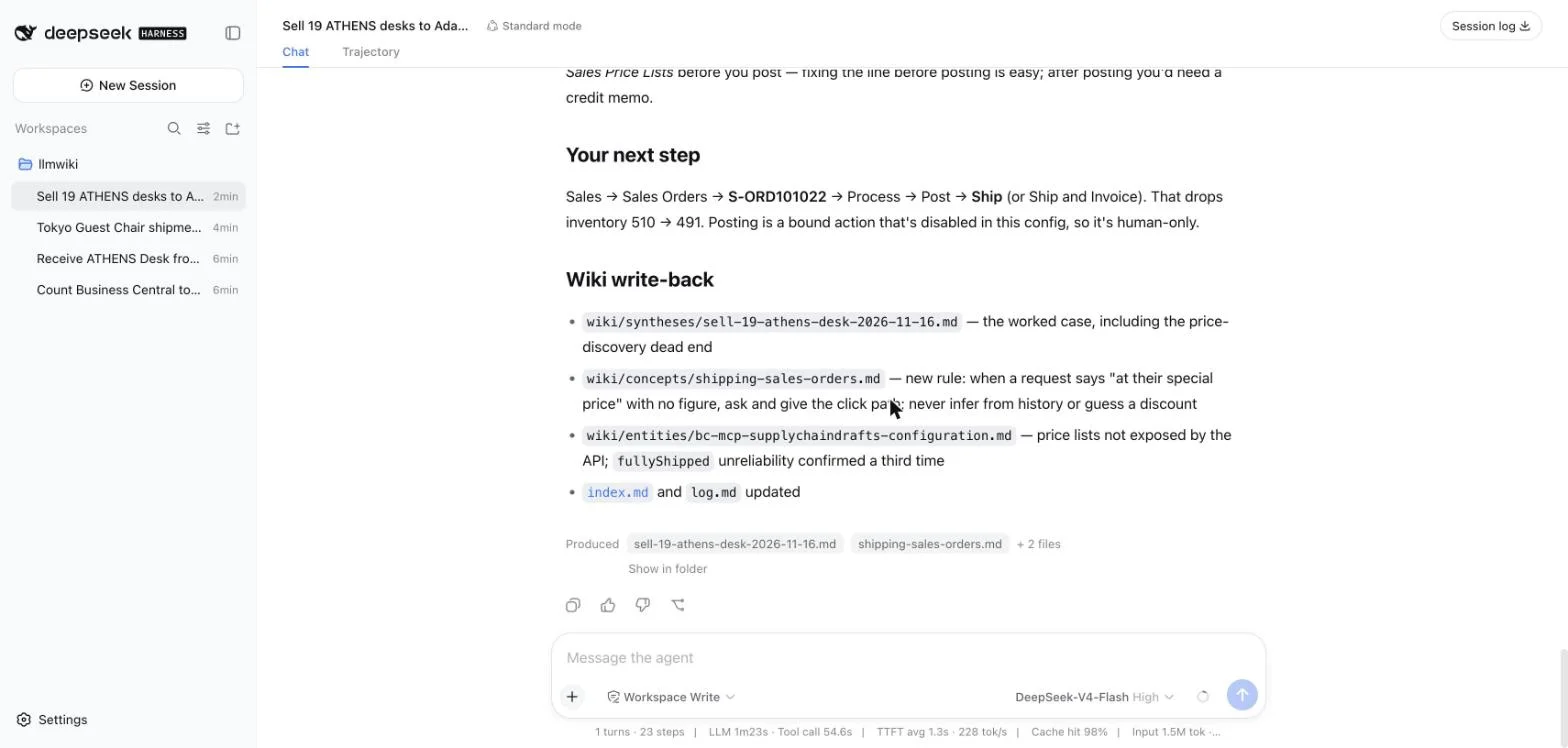 deepseek HARNESS
New Session
Workspaces
llmwiki
Sell 19 ATHENS desks to A... 2min
Tokyo Guest Chair shipme... 4min
Receive ATHENS Desk fro... 6min
Count Business Central to... 6min
Settings
Sell 19 ATHENS desks to Ada... Standard mode
Session log
Chat Trajectory
Sales Price Lists before you post — fixing the line before posting is easy; after posting you'd need a
credit memo.
Your next step
Sales → Sales Orders → S-ORD101022 → Process → Post → Ship (or Ship and Invoice). That drops
inventory 510 → 491. Posting is a bound action that's disabled in this config, so it's human-only.
Wiki write-back
• wiki/syntheses/sell-19-athens-desk-2026-11-16.md — the worked case, including the price-
discovery dead end
• wiki/concepts/shipping-sales-orders.md — new rule: when a request says "at their special
price" with no figure, ask and give the click path; never infer from history or guess a discount
• wiki/entities/bc-mcp-supplychaindrafts-configuration.md — price lists not exposed by the
API; fullyShipped unreliability confirmed a third time
• index.md and log.md updated
Produced sell-19-athens-desk-2026-11-16.md shipping-sales-orders.md + 2 files
Show in folder
Message the agent
Workspace Write DeepSeek-V4-Flash High
1 turns · 23 steps | LLM 1m23s · Tool call 54.6s | TTFT avg 1.3s · 228 tok/s | Cache hit 98% | Input 1.5M tok ·...